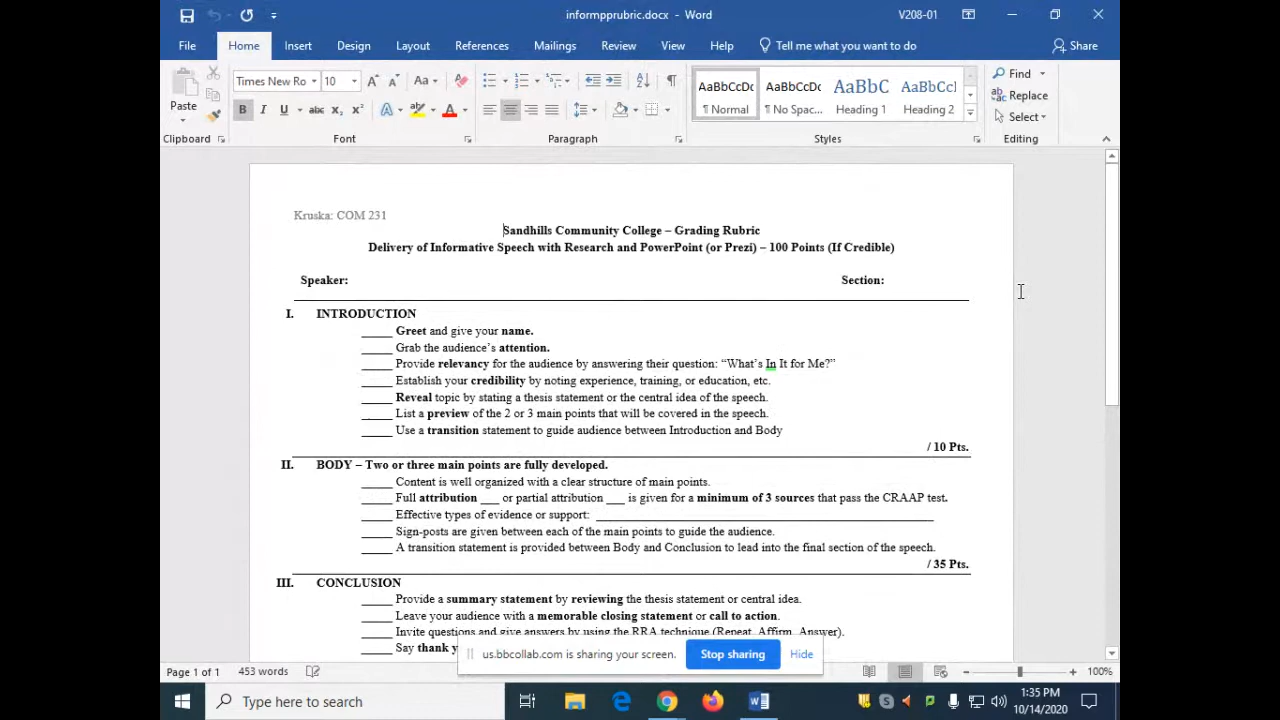 informpprubric.docx - Word
V208-01
File Home Insert Design Layout References Mailings Review View Help Tell me what you want to do Share
Paste
Times New Ro 10 Aa
B I U abc X₂ X² A A
AaBbCcDc AaBbCcDc AaBbC AaBbCcD
¶ Normal ¶ No Spac... Heading 1 Heading 2
Find
Replace
Select
Clipboard Font Paragraph Styles Editing
Kruska: COM 231
Sandhills Community College – Grading Rubric
Delivery of Informative Speech with Research and PowerPoint (or Prezi) – 100 Points (If Credible)
Speaker: Section:
I. INTRODUCTION
_____ Greet and give your name.
_____ Grab the audience's attention.
_____ Provide relevancy for the audience by answering their question: “What's In It for Me?”
_____ Establish your credibility by noting experience, training, or education, etc.
_____ Reveal topic by stating a thesis statement or the central idea of the speech.
_____ List a preview of the 2 or 3 main points that will be covered in the speech.
_____ Use a transition statement to guide audience between Introduction and Body
/ 10 Pts.
II. BODY – Two or three main points are fully developed.
_____ Content is well organized with a clear structure of main points.
_____ Full attribution ___ or partial attribution ___ is given for a minimum of 3 sources that pass the CRAAP test.
_____ Effective types of evidence or support: ______________________
_____ Sign-posts are given between each of the main points to guide the audience.
_____ A transition statement is provided between Body and Conclusion to lead into the final section of the speech.
/ 35 Pts.
III. CONCLUSION
_____ Provide a summary statement by reviewing the thesis statement or central idea.
_____ Leave your audience with a memorable closing statement or call to action.
_____ Invite questions and give answers by using the RRA technique (Repeat, Affirm, Answer).
_____ Say thank y
us.bbcollab.com is sharing your screen. Stop sharing Hide
Page 1 of 1 453 words 100%
Type here to search
1:35 PM
10/14/2020